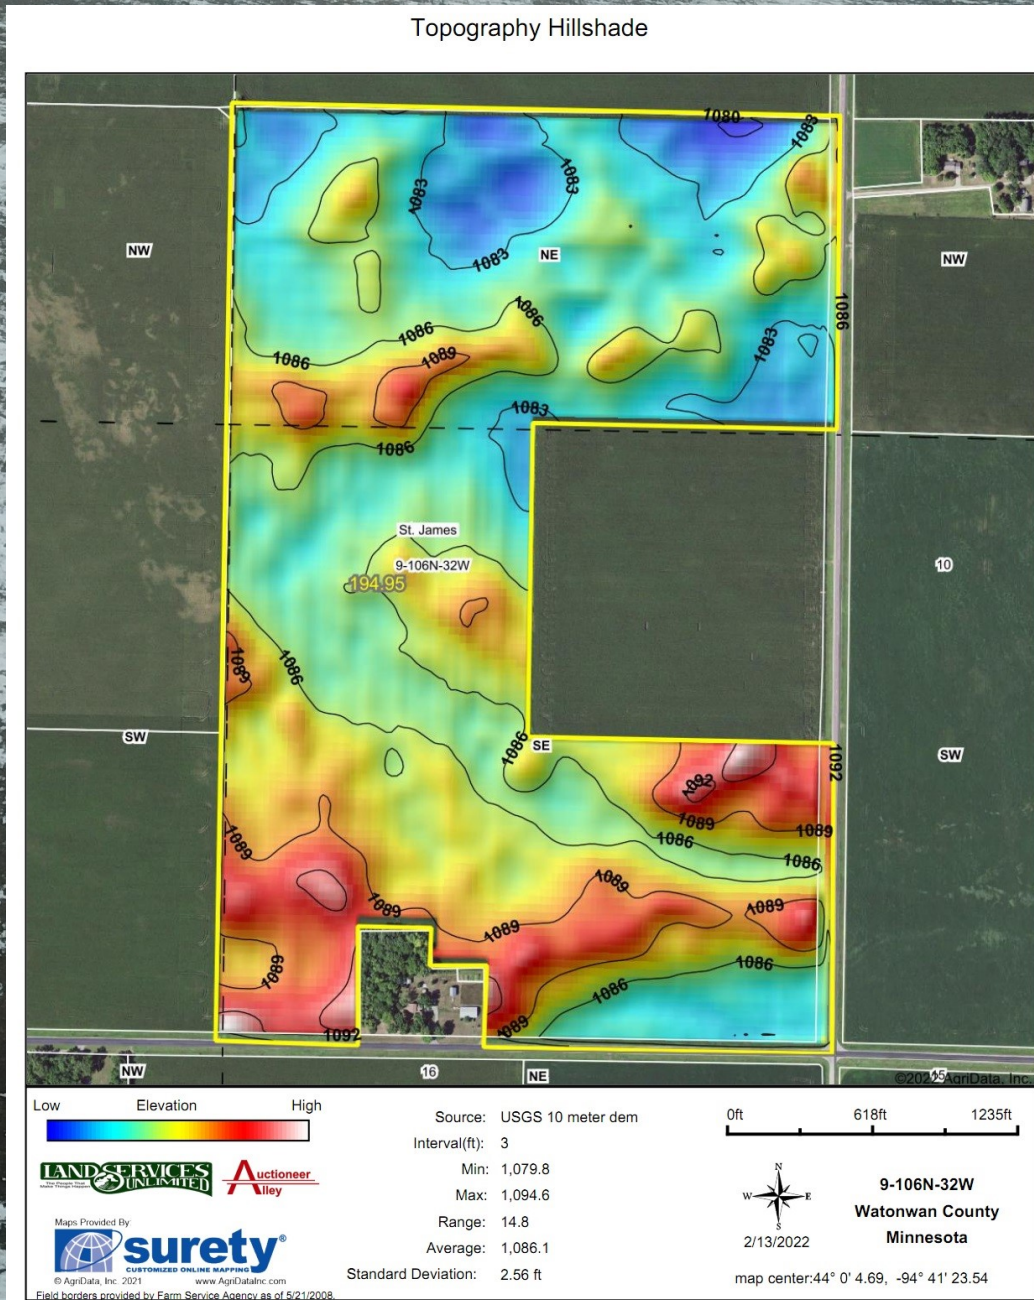 Topography Hillshade
1080
1083
1083
1083
1083
NW
NE
NW
1086
1086
1086
1086
1089
1083
1083
1086
St. James
9-106N-32W
194.95
10
1089
1086
SW
1086
SE
SW
1092
1092
1089
1089
1086
1086
1089
1089
1089
1089
1089
1089
1086
1086
1089
1092
NW
16
NE
15
©2022 AgriData, Inc.
Low
Elevation
High
LAND SERVICES
UNLIMITED
Auctioneer
Alley
Maps Provided By
surety®
CUSTOMIZED ONLINE MAPPING
© AgriData, Inc. 2021
www.AgriDataInc.com
Field borders provided by Farm Service Agency as of 5/21/2008.
Source: USGS 10 meter dem
Interval(ft): 3
Min: 1,079.8
Max: 1,094.6
Range: 14.8
Average: 1,086.1
Standard Deviation: 2.56 ft
0ft 618ft 1235ft
N
W E
S
2/13/2022
9-106N-32W
Watonwan County
Minnesota
map center:44° 0' 4.69, -94° 41' 23.54